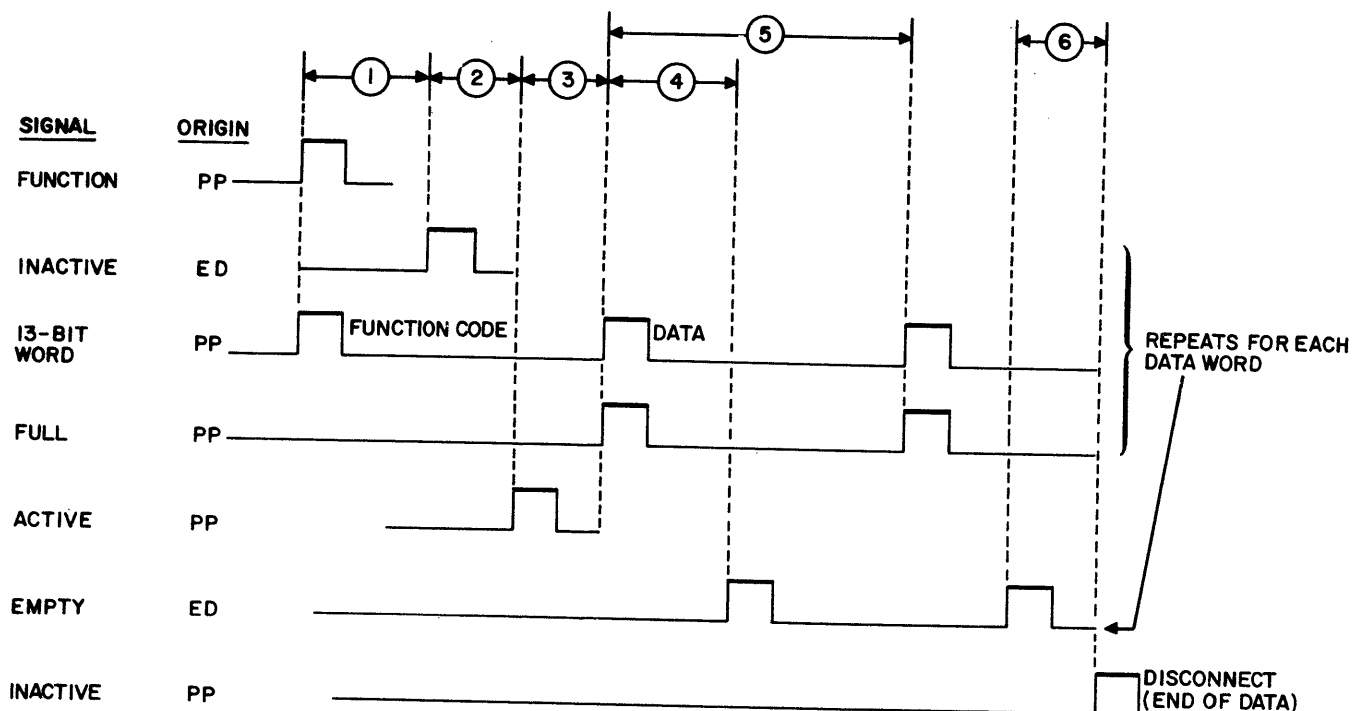 5
6
1 2 3 4
SIGNAL ORIGIN
FUNCTION PP
INACTIVE ED
13-BIT
WORD PP FUNCTION CODE DATA
REPEATS FOR EACH
DATA WORD
FULL PP
ACTIVE PP
EMPTY ED
INACTIVE PP
DISCONNECT
(END OF DATA)